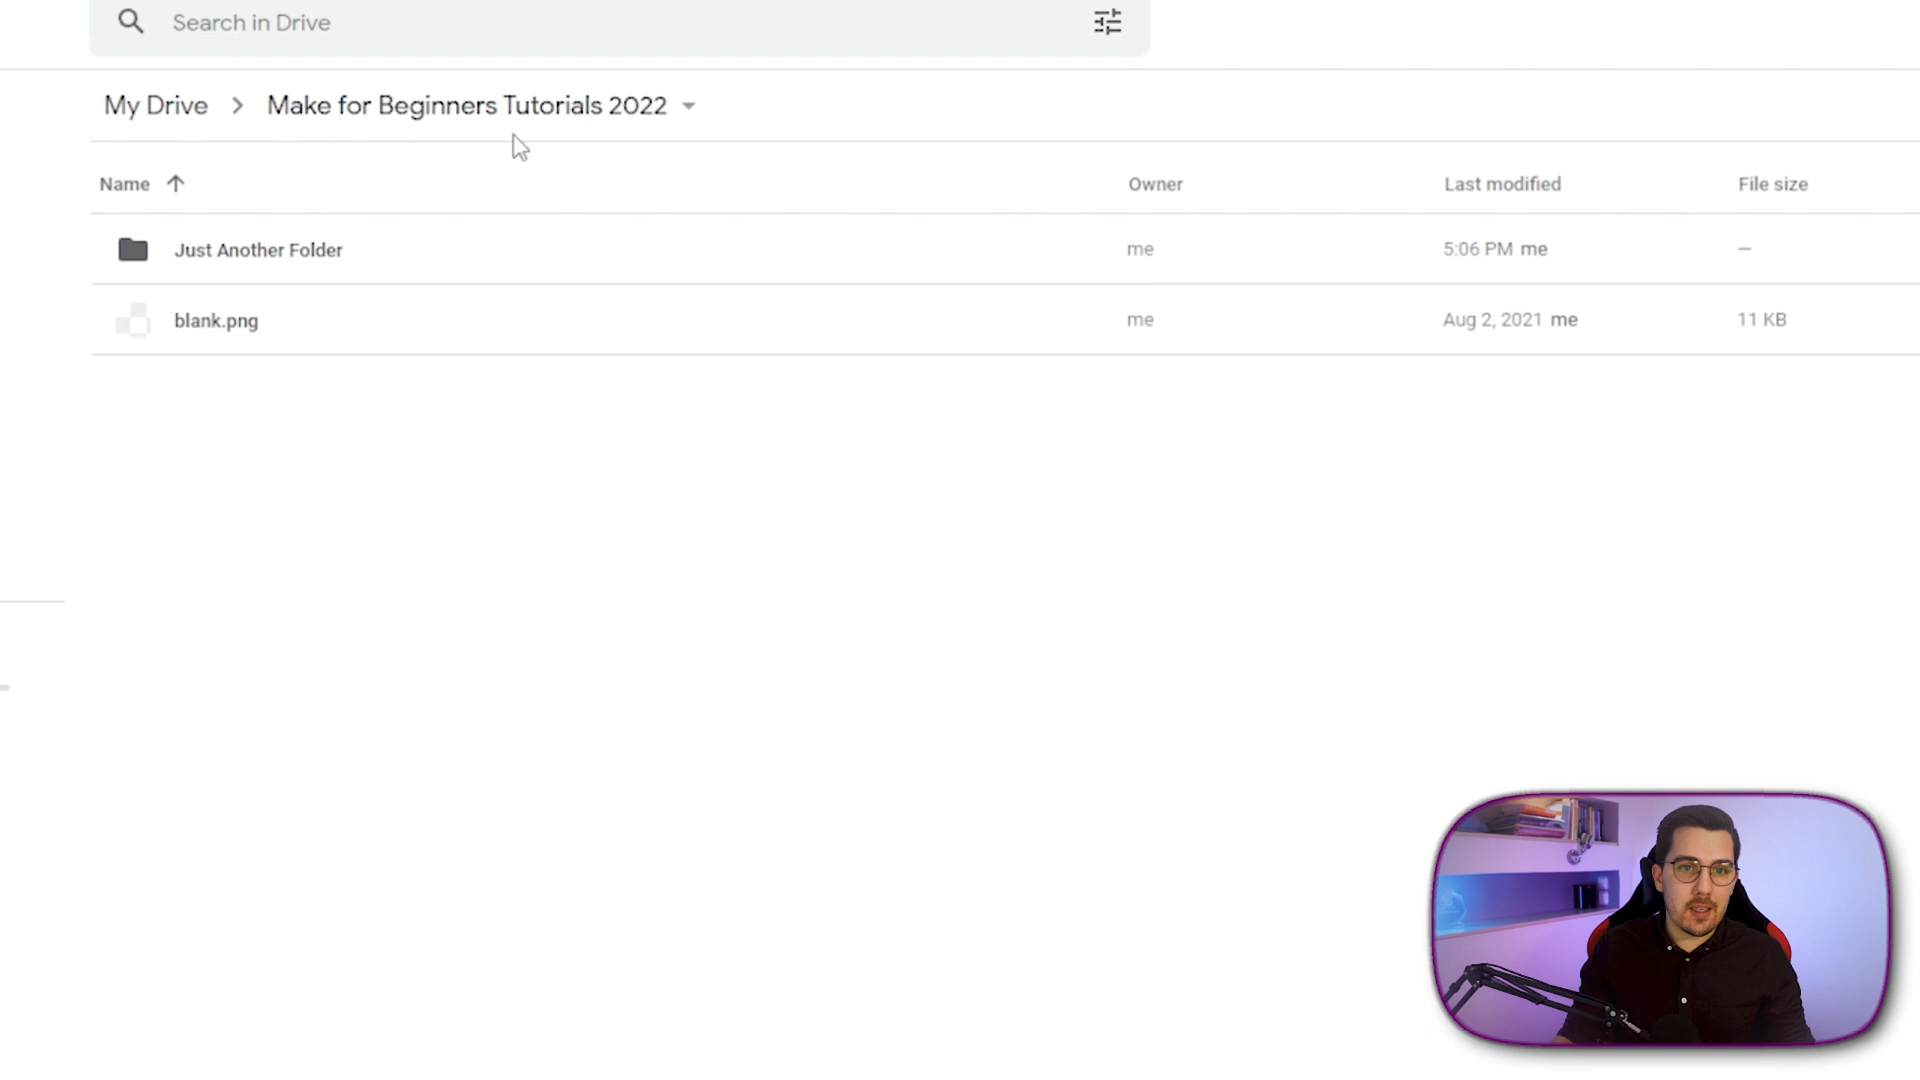 Search in Drive
My Drive > Make for Beginners Tutorials 2022
Name Owner Last modified File size
Just Another Folder me 5:06 PM me –
blank.png me Aug 2, 2021 me 11 KB